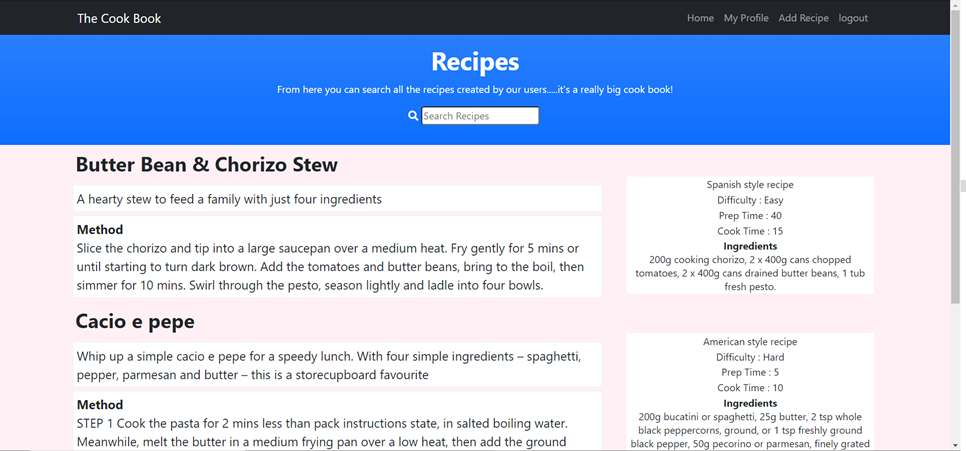 The Cook Book
Home My Profile Add Recipe logout
Recipes
From here you can search all the recipes created by our users.....it's a really big cook book!
Search Recipes
Butter Bean & Chorizo Stew
A hearty stew to feed a family with just four ingredients
Method
Slice the chorizo and tip into a large saucepan over a medium heat. Fry gently for 5 mins or
until starting to turn dark brown. Add the tomatoes and butter beans, bring to the boil, then
simmer for 10 mins. Swirl through the pesto, season lightly and ladle into four bowls.
Spanish style recipe
Difficulty : Easy
Prep Time : 40
Cook Time : 15
Ingredients
200g cooking chorizo, 2 x 400g cans chopped
tomatoes, 2 x 400g cans drained butter beans, 1 tub
fresh pesto.
Cacio e pepe
Whip up a simple cacio e pepe for a speedy lunch. With four simple ingredients – spaghetti,
pepper, parmesan and butter – this is a storecupboard favourite
Method
STEP 1 Cook the pasta for 2 mins less than pack instructions state, in salted boiling water.
Meanwhile, melt the butter in a medium frying pan over a low heat, then add the ground
American style recipe
Difficulty : Hard
Prep Time : 5
Cook Time : 10
Ingredients
200g bucatini or spaghetti, 25g butter, 2 tsp whole
black peppercorns, ground, or 1 tsp freshly ground
black pepper, 50g pecorino or parmesan, finely grated